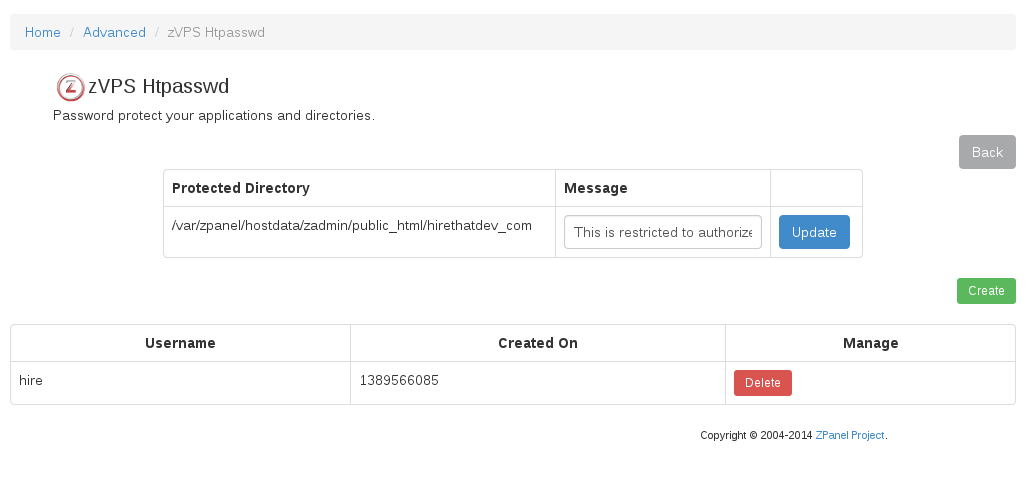 Home / Advanced / zVPS Htpasswd
Z zVPS Htpasswd
Password protect your applications and directories.
Back
Protected Directory Message
/var/zpanel/hostdata/zadmin/public_html/hirethatdev_com This is restricted to authorize Update
Create
Username Created On Manage
hire 1389566085 Delete
Copyright © 2004-2014 ZPanel Project.